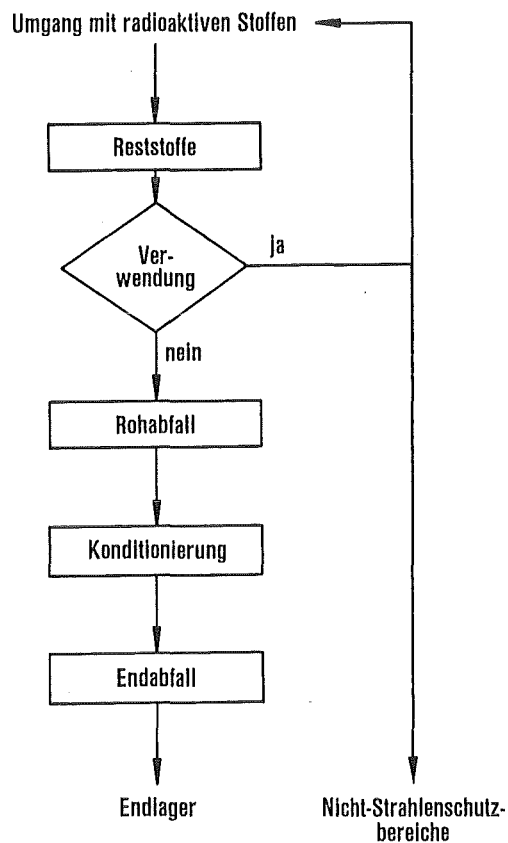 Umgang mit radioaktiven Stoffen
Reststoffe
Ver-
wendung
ja
nein
Rohabfall
Konditionierung
Endabfall
Endlager
Nicht-Strahlenschutz-
bereiche